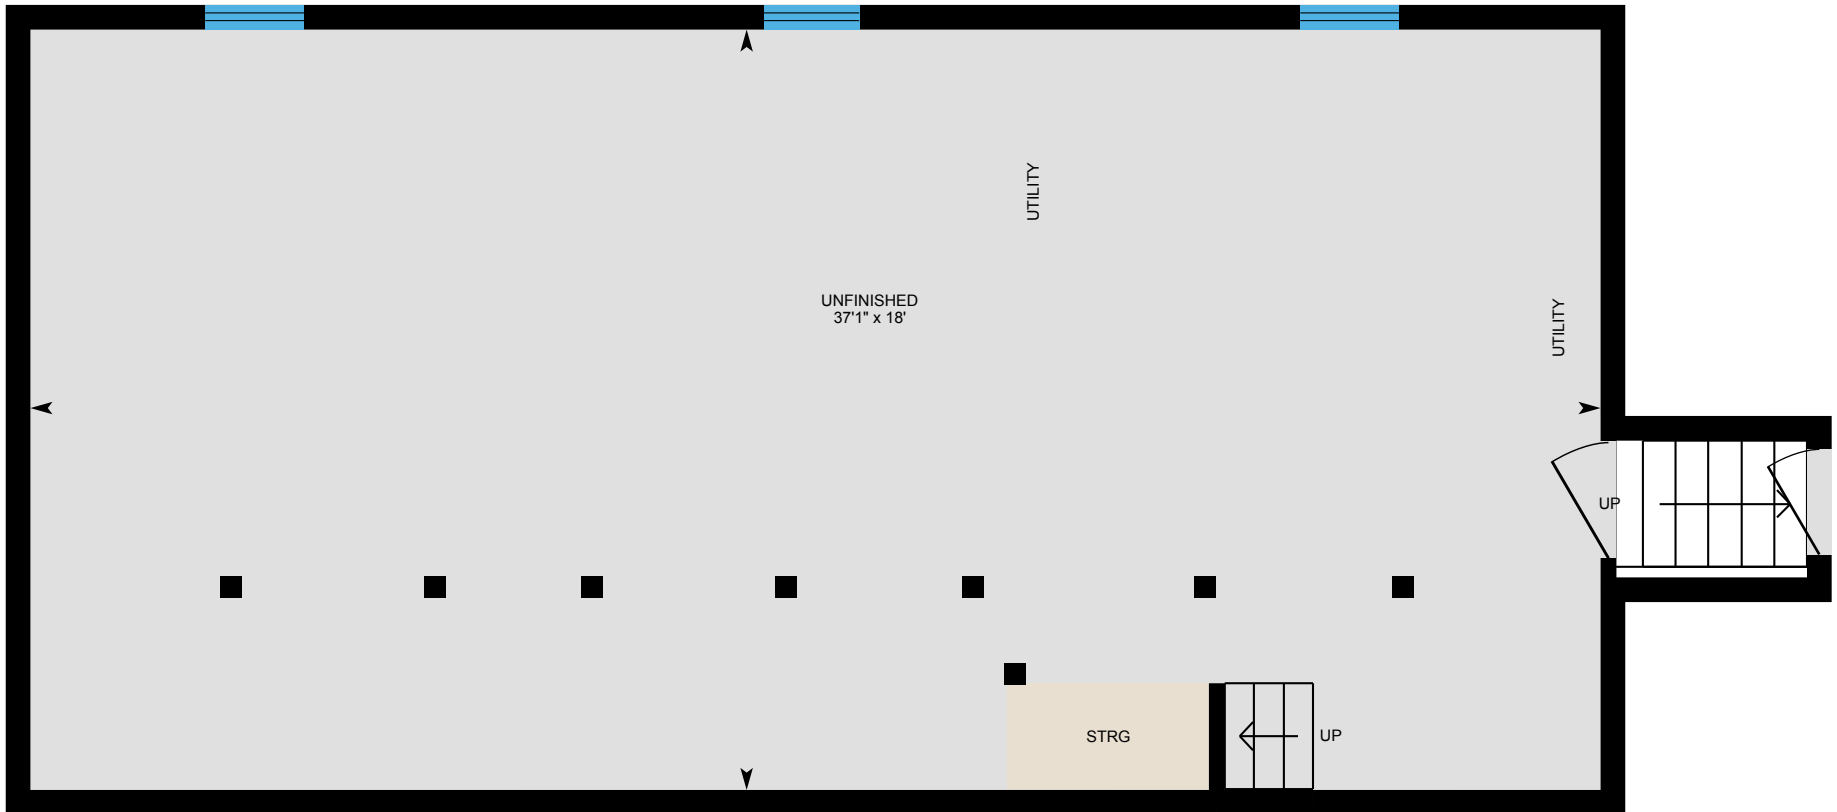 UTILITY
UNFINISHED
37'1" x 18'
UTILITY
UP
STRG
UP